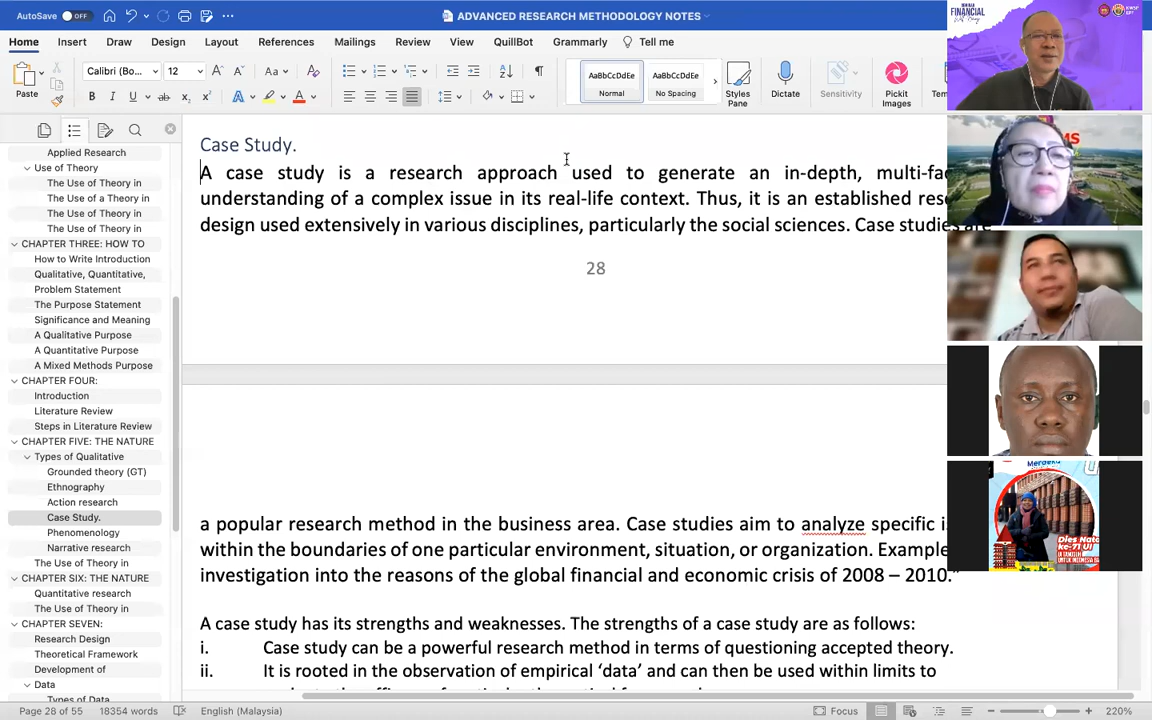 AutoSave OFF
ADVANCED RESEARCH METHODOLOGY NOTES
Home Insert Draw Design Layout References Mailings Review View QuillBot Grammarly Tell me
Paste
Calibri (Bo... 12
AaBbCcDdEe
Normal
AaBbCcDdEe
No Spacing
Styles
Pane
Dictate
Sensitivity
Pickit
Images
FINANCIAL
Applied Research
Use of Theory
The Use of Theory in
The Use of a Theory in
The Use of Theory in
The Use of Theory in
CHAPTER THREE: HOW TO
How to Write Introduction
Qualitative, Quantitative,
Problem Statement
The Purpose Statement
Significance and Meaning
A Qualitative Purpose
A Quantitative Purpose
A Mixed Methods Purpose
CHAPTER FOUR:
Introduction
Literature Review
Steps in Literature Review
CHAPTER FIVE: THE NATURE
Types of Qualitative
Grounded theory (GT)
Ethnography
Action research
Case Study.
Phenomenology
Narrative research
The Use of Theory in
CHAPTER SIX: THE NATURE
Quantitative research
The Use of Theory in
CHAPTER SEVEN:
Research Design
Theoretical Framework
Development of
Data
Types of Data
Case Study.
A case study is a research approach used to generate an in-depth, multi-fac
understanding of a complex issue in its real-life context. Thus, it is an established rese
design used extensively in various disciplines, particularly the social sciences. Case studies are
28
a popular research method in the business area. Case studies aim to analyze specific i
within the boundaries of one particular environment, situation, or organization. Example
investigation into the reasons of the global financial and economic crisis of 2008 – 2010."
A case study has its strengths and weaknesses. The strengths of a case study are as follows:
i. Case study can be a powerful research method in terms of questioning accepted theory.
ii. It is rooted in the observation of empirical ‘data’ and can then be used within limits to
Merdeka
Dies Nata
ke-71 UI
Page 28 of 55 18354 words English (Malaysia) Focus 220%